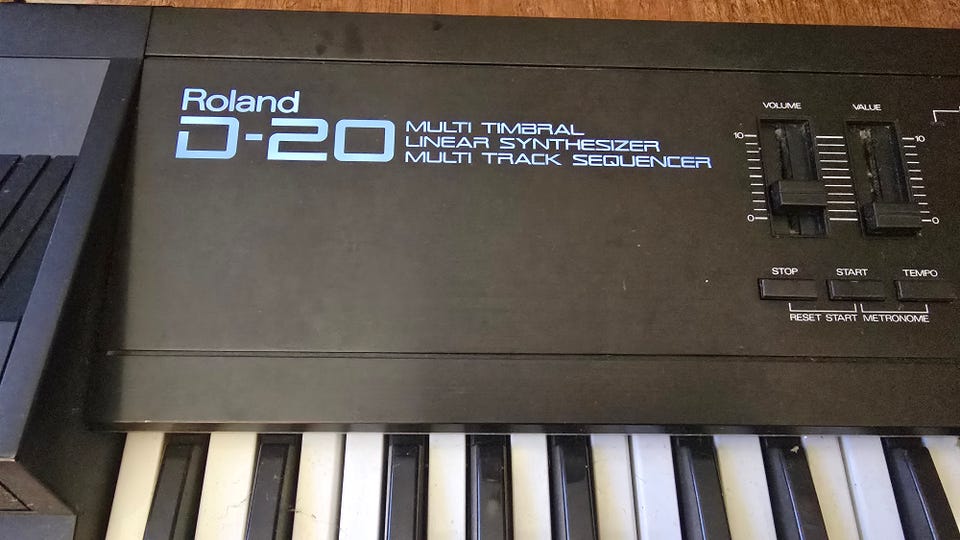 Roland
D-20
MULTI TIMBRAL
LINEAR SYNTHESIZER
MULTI TRACK SEQUENCER
VOLUME
VALUE
10
10
0
0
STOP
START
TEMPO
RESET START
METRONOME